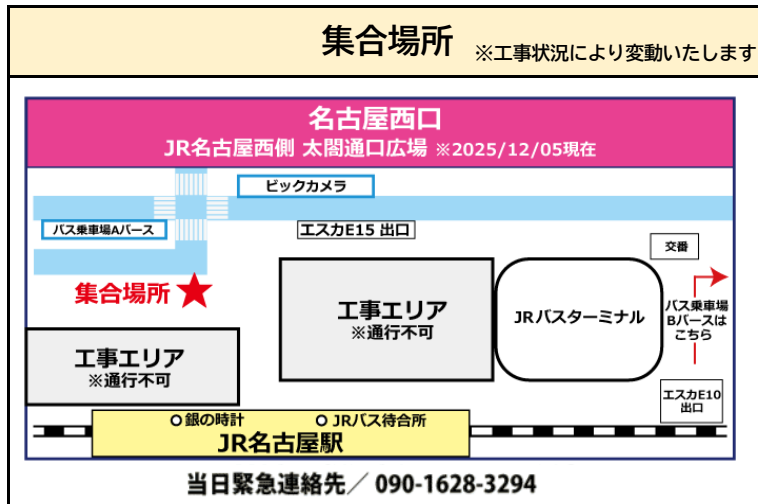 集合場所 ※工事状況により変動いたします
名古屋西口
JR名古屋西側 太閤通口広場 ※2025/12/05現在
ビックカメラ
バス乗車場Aバース
エスカE15 出口
交番
集合場所
工事エリア
※通行不可
JRバスターミナル
バス乗車場
Bバースは
こちら
工事エリア
※通行不可
エスカE10
出口
銀の時計
JRバス待合所
JR名古屋駅
当日緊急連絡先／ 090-1628-3294